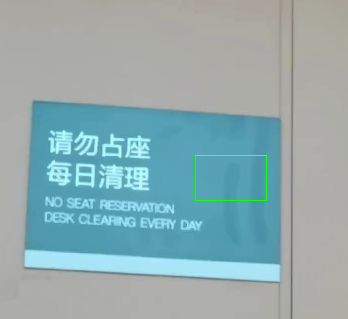 请勿占座
每日清理
NO SEAT RESERVATION
DESK CLEARING EVERY DAY